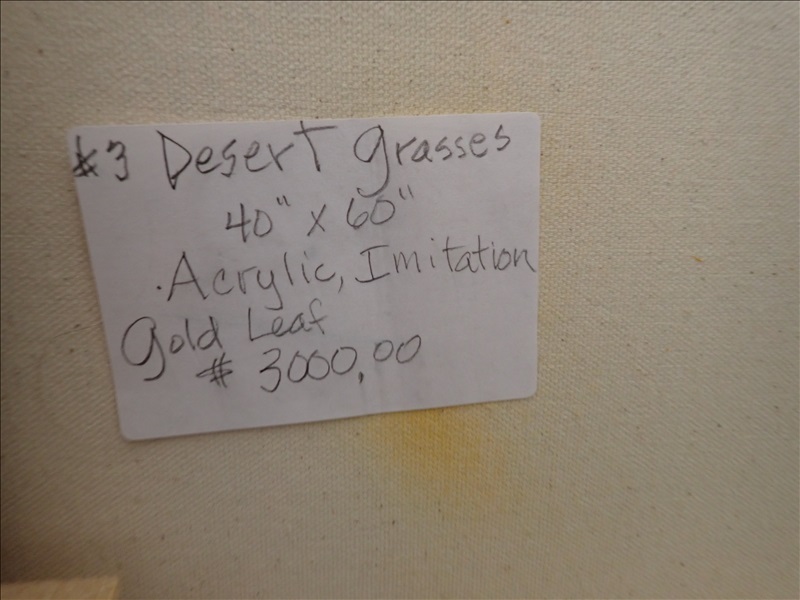 #3 Desert Grasses
40" x 60"
·Acrylic, Imitation
Gold Leaf
$ 3000,00